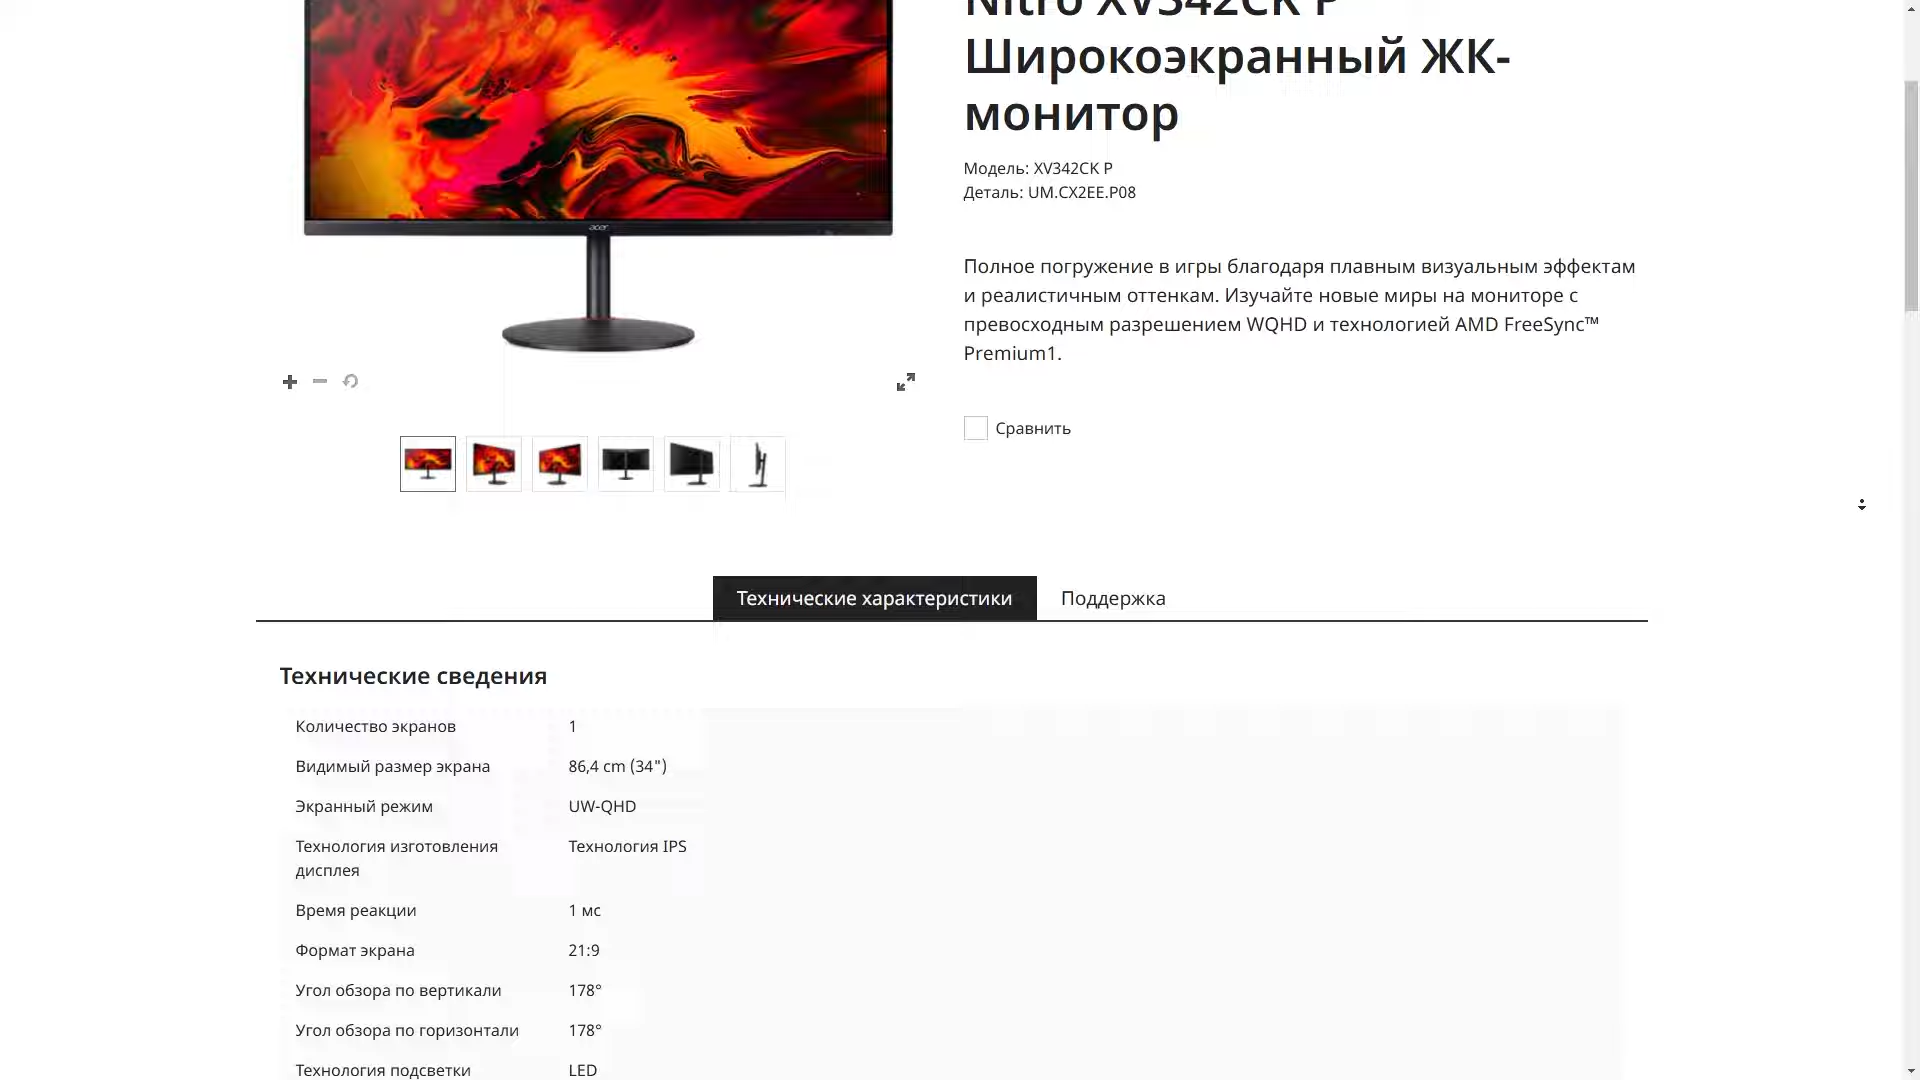 Nitro XV342CK P
Широкоэкранный ЖК-
монитор
Модель: XV342CK P
Деталь: UM.CX2EE.P08
acer
Полное погружение в игры благодаря плавным визуальным эффектам
и реалистичным оттенкам. Изучайте новые миры на мониторе с
превосходным разрешением WQHD и технологией AMD FreeSync™
Premium1.
Сравнить
Технические характеристики
Поддержка
Технические сведения
Количество экранов 1
Видимый размер экрана 86,4 cm (34")
Экранный режим UW-QHD
Технология изготовления Технология IPS
дисплея
Время реакции 1 мс
Формат экрана 21:9
Угол обзора по вертикали 178°
Угол обзора по горизонтали 178°
Технология подсветки LED